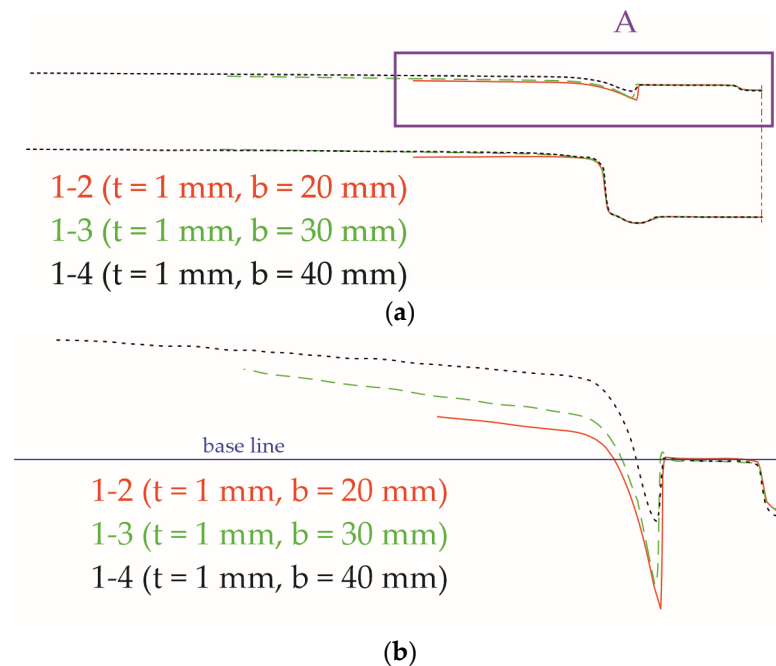 A
1-2 (t = 1 mm, b = 20 mm)
1-3 (t = 1 mm, b = 30 mm)
1-4 (t = 1 mm, b = 40 mm)
(a)
base line
1-2 (t = 1 mm, b = 20 mm)
1-3 (t = 1 mm, b = 30 mm)
1-4 (t = 1 mm, b = 40 mm)
(b)